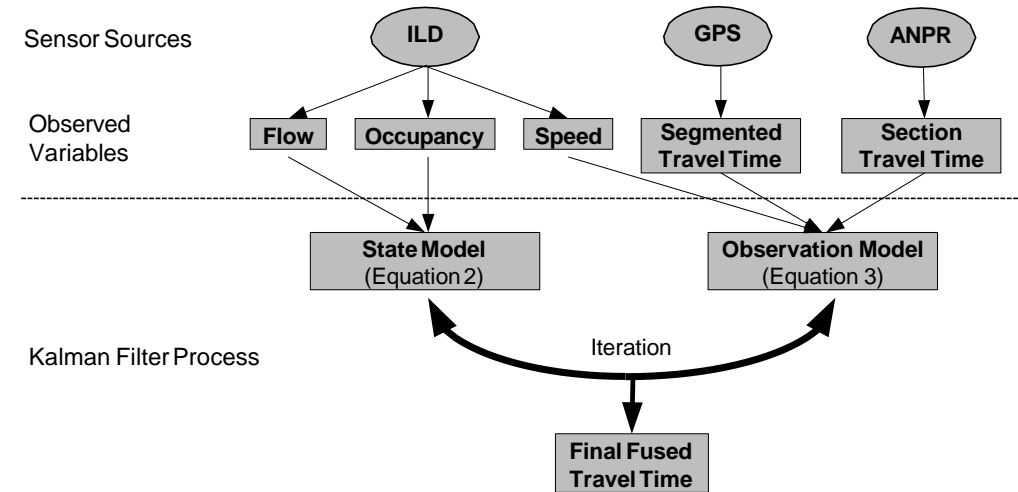 Sensor Sources
ILD
GPS
ANPR
Observed
Variables
Flow
Occupancy
Speed
Segmented
Travel Time
Section
Travel Time
State Model
(Equation 2)
Observation Model
(Equation 3)
Kalman Filter Process
Iteration
Final Fused
Travel Time